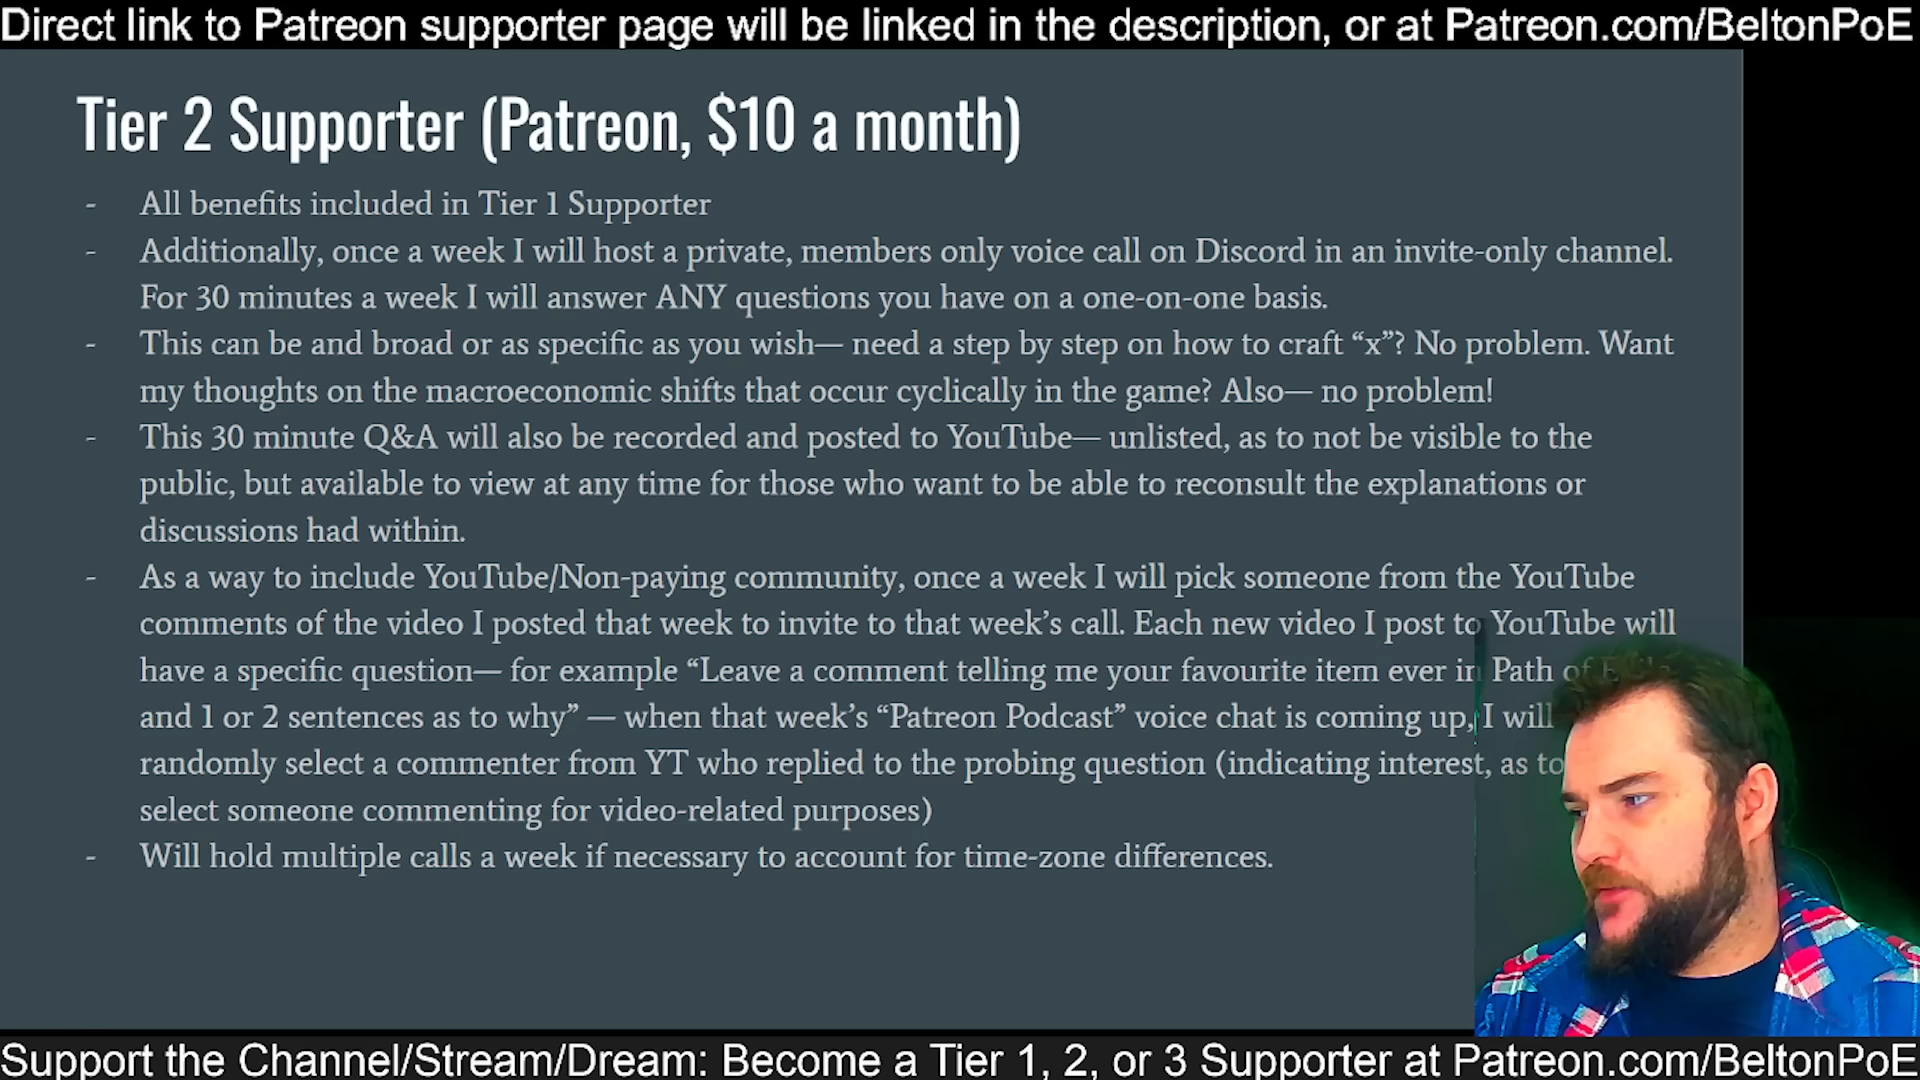 Direct link to Patreon supporter page will be linked in the description, or at Patreon.com/BeltonPoE
Tier 2 Supporter (Patreon, $10 a month)
- All benefits included in Tier 1 Supporter
- Additionally, once a week I will host a private, members only voice call on Discord in an invite-only channel.
For 30 minutes a week I will answer ANY questions you have on a one-on-one basis.
- This can be and broad or as specific as you wish— need a step by step on how to craft “x”? No problem. Want
my thoughts on the macroeconomic shifts that occur cyclically in the game? Also— no problem!
- This 30 minute Q&A will also be recorded and posted to YouTube— unlisted, as to not be visible to the
public, but available to view at any time for those who want to be able to reconsult the explanations or
discussions had within.
- As a way to include YouTube/Non-paying community, once a week I will pick someone from the YouTube
comments of the video I posted that week to invite to that week’s call. Each new video I post to YouTube will
have a specific question— for example “Leave a comment telling me your favourite item ever in Path of
and 1 or 2 sentences as to why” — when that week’s “Patreon Podcast” voice chat is coming up, I will
randomly select a commenter from YT who replied to the probing question (indicating interest, as to
select someone commenting for video-related purposes)
- Will hold multiple calls a week if necessary to account for time-zone differences.
Support the Channel/Stream/Dream: Become a Tier 1, 2, or 3 Supporter at Patreon.com/BeltonPoE